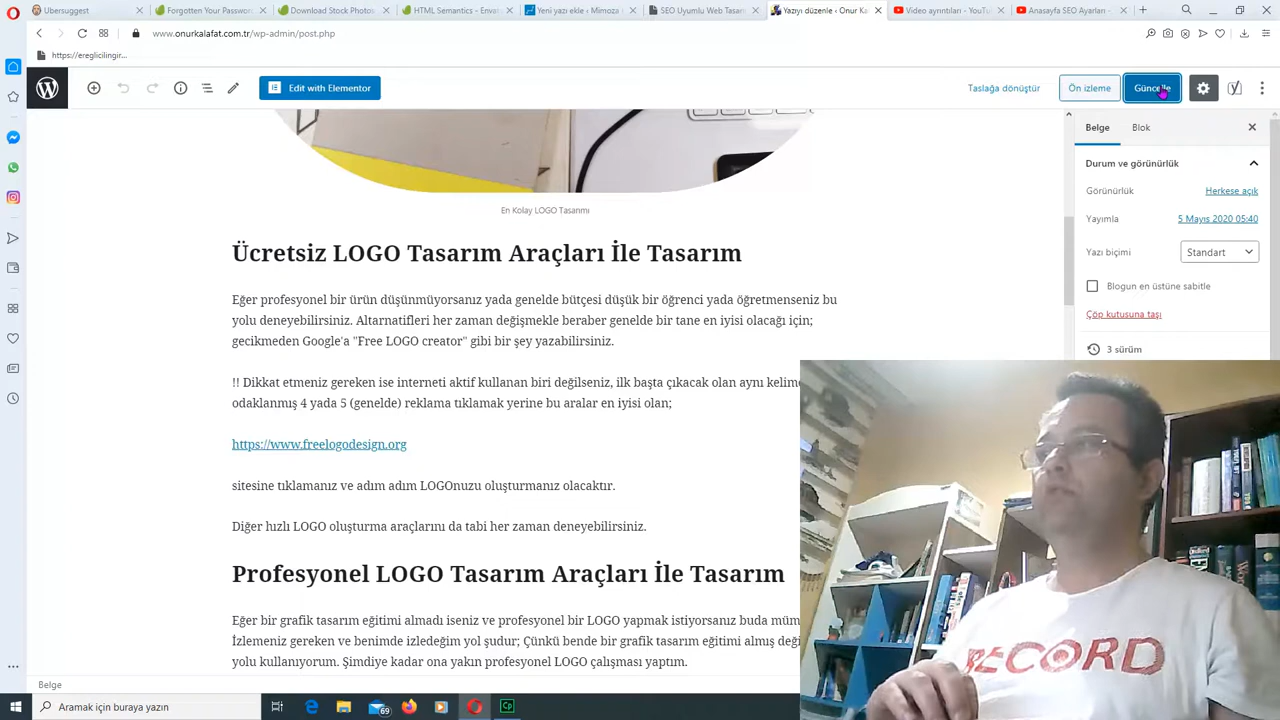 Ubersuggest
Forgotten Your Passwo
Download Stock Photo
HTML Semantics - Envat
Yeni yazı ekle ‹ Mimoza
SEO Uyumlu Web Tasarı
Yazıyı düzenle ‹ Onur Ka
Video ayrıntıları - YouTu
Anasayfa SEO Ayarları -
www.onurkalafat.com.tr/wp-admin/post.php
https://ereglicilingir...
Edit with Elementor
Taslağa dönüştür
Ön izleme
Güncelle
Belge
Blok
Durum ve görünürlük
Görünürlük
Herkese açık
Yayımla
5 Mayıs 2020 05:40
Yazı biçimi
Standart
Blogun en üstüne sabitle
Çöp kutusuna taşı
3 sürüm
En Kolay LOGO Tasarımı
Ücretsiz LOGO Tasarım Araçları İle Tasarım
Eğer profesyonel bir ürün düşünmüyorsanız yada genelde bütçesi düşük bir öğrenci yada öğretmenseniz bu
yolu deneyebilirsiniz. Altarnatifleri her zaman değişmekle beraber genelde bir tane en iyisi olacağı için;
gecikmeden Google'a "Free LOGO creator" gibi bir şey yazabilirsiniz.
!! Dikkat etmeniz gereken ise interneti aktif kullanan biri değilseniz, ilk başta çıkacak olan aynı kelime
odaklanmış 4 yada 5 (genelde) reklama tıklamak yerine bu aralar en iyisi olan;
https://www.freelogodesign.org
sitesine tıklamanız ve adım adım LOGOnuzu oluşturmanız olacaktır.
Diğer hızlı LOGO oluşturma araçlarını da tabi her zaman deneyebilirsiniz.
Profesyonel LOGO Tasarım Araçları İle Tasarım
Eğer bir grafik tasarım eğitimi almadı iseniz ve profesyonel bir LOGO yapmak istiyorsanız buda müm
İzlemeniz gereken ve benimde izledeğim yol şudur; Çünkü bende bir grafik tasarım eğitimi almış deği
yolu kullanıyorum. Şimdiye kadar ona yakın profesyonel LOGO çalışması yaptım.
RECORD
Belge
Aramak için buraya yazın
69
Cp